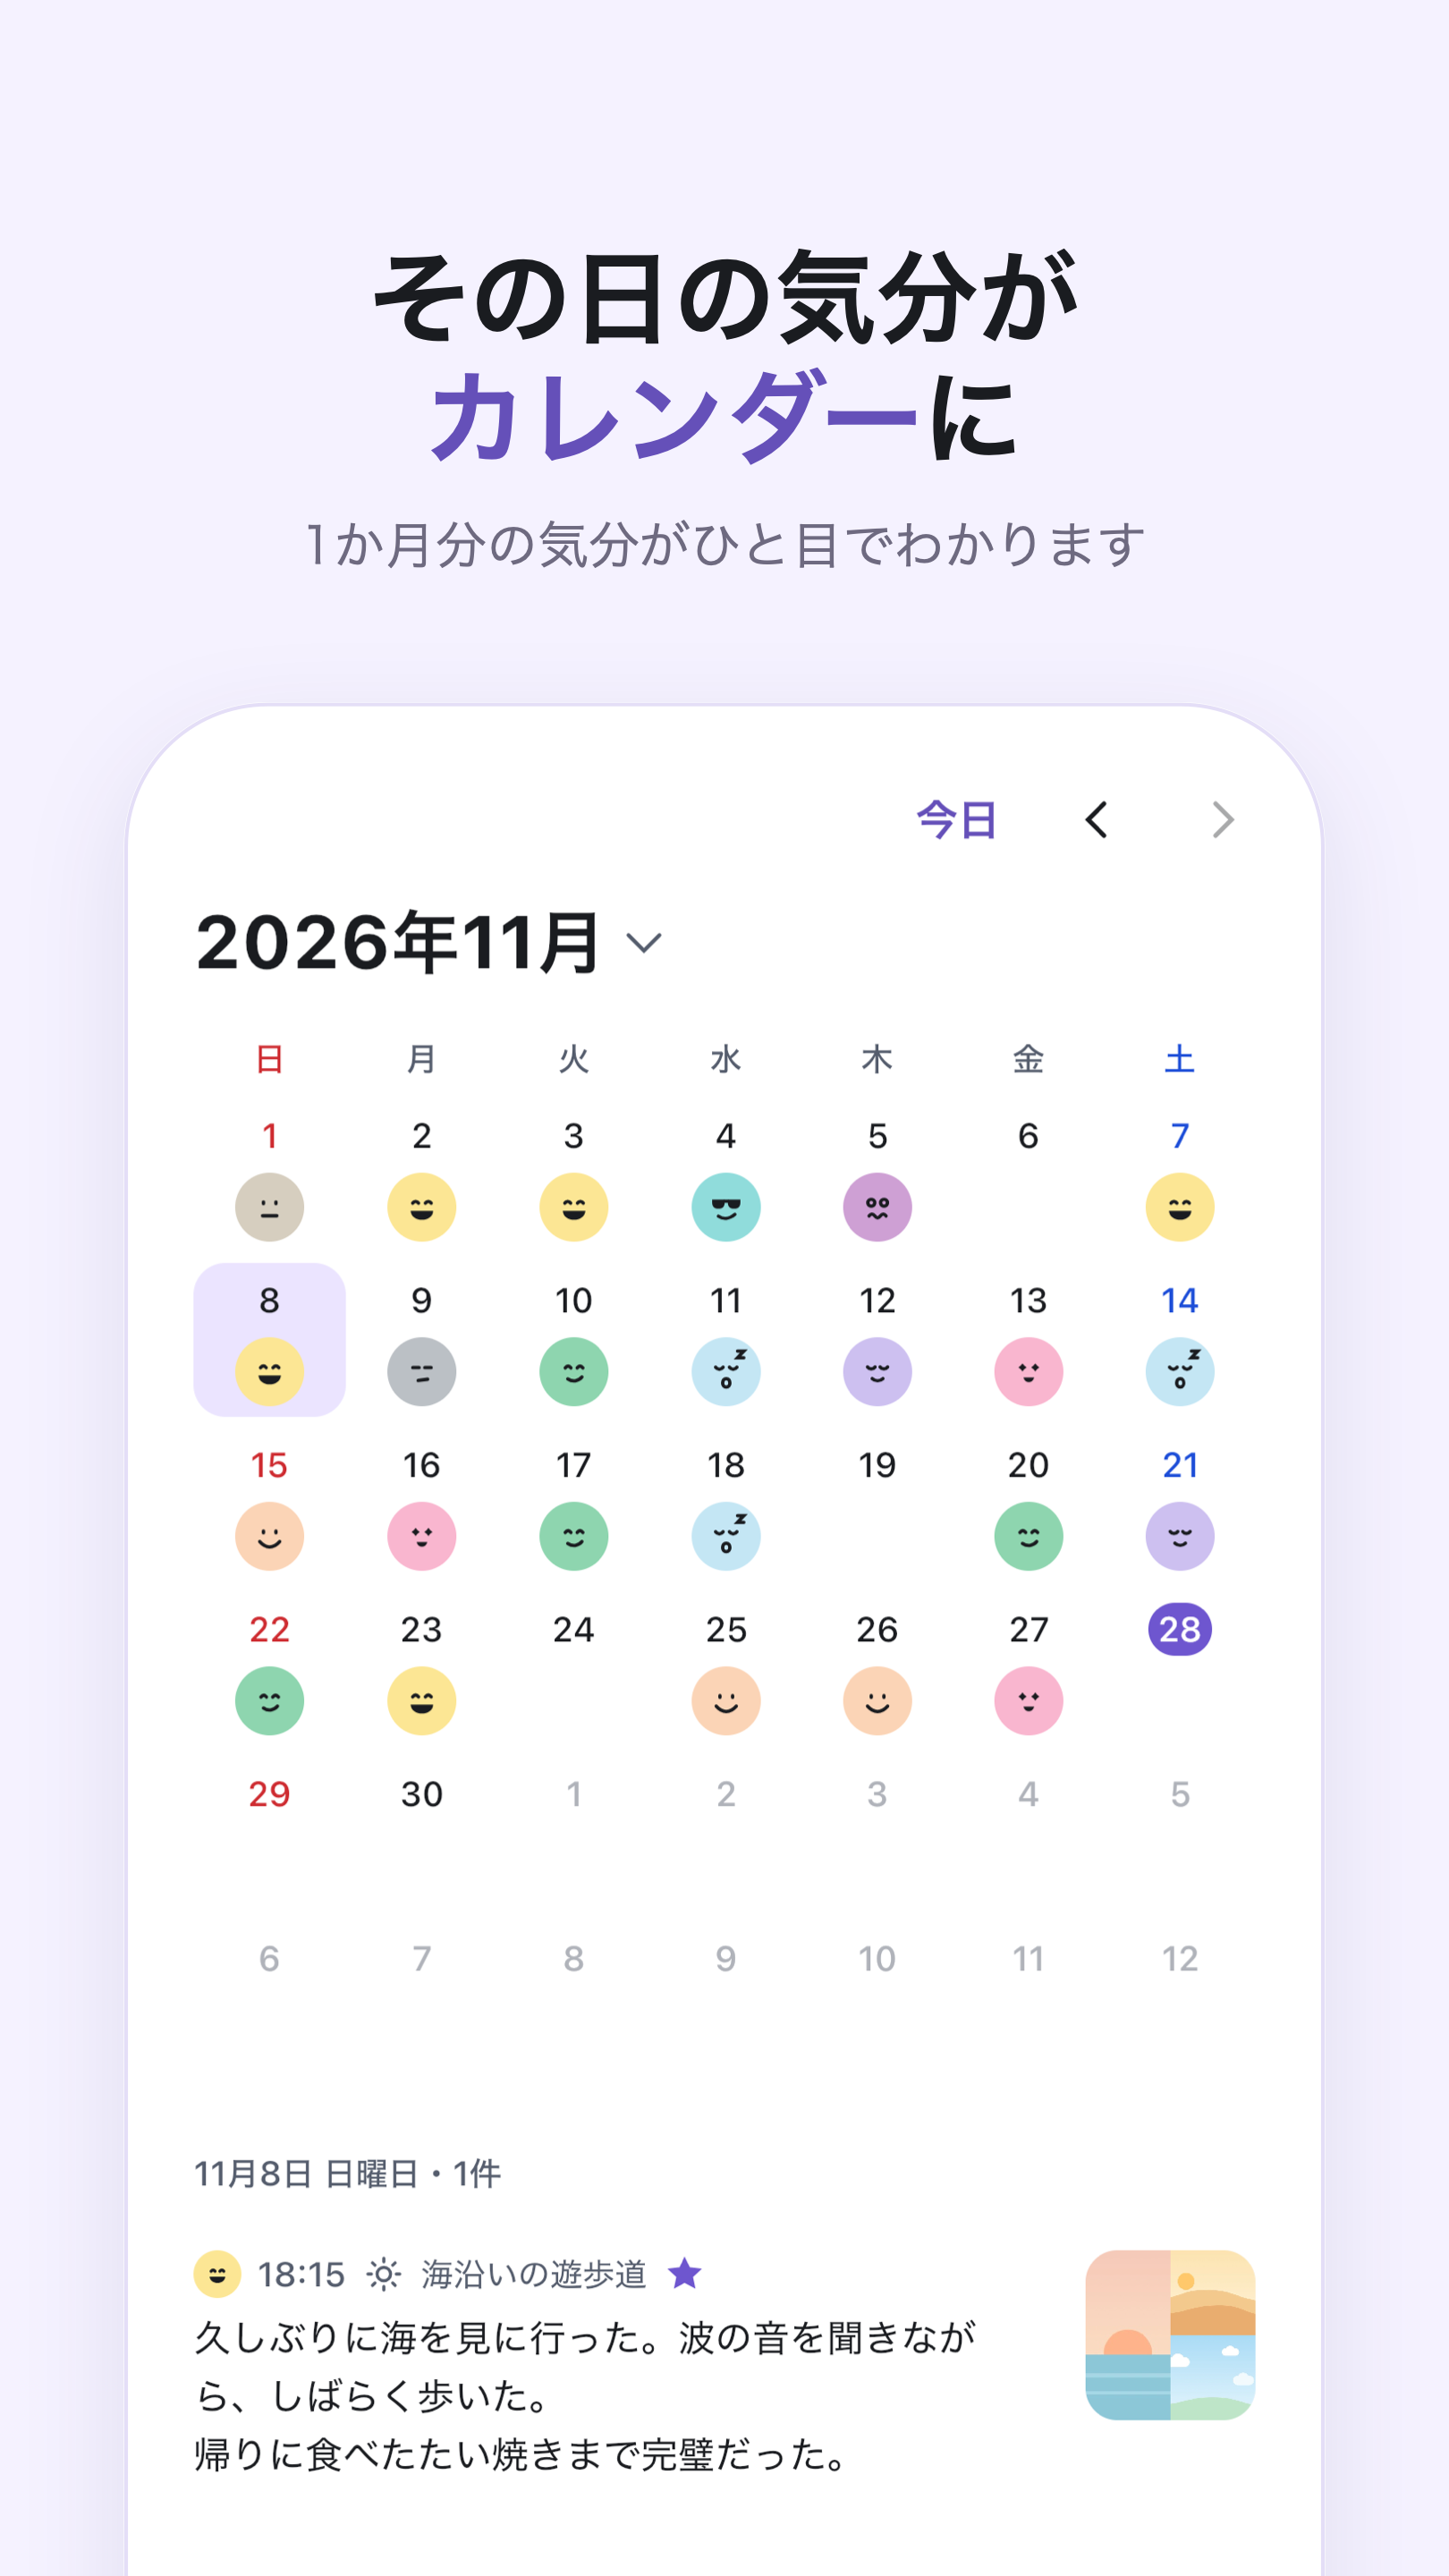 その日の気分が
カレンダーに
1か月分の気分がひと目でわかります
今日
2026年11月
日 月 火 水 木 金 土
1 2 3 4 5 6 7
8 9 10 11 12 13 14
15 16 17 18 19 20 21
22 23 24 25 26 27 28
29 30 1 2 3 4 5
6 7 8 9 10 11 12
11月8日 日曜日・1件
18:15 海沿いの遊歩道
久しぶりに海を見に行った。波の音を聞きなが
ら、しばらく歩いた。
帰りに食べたたい焼きまで完璧だった。